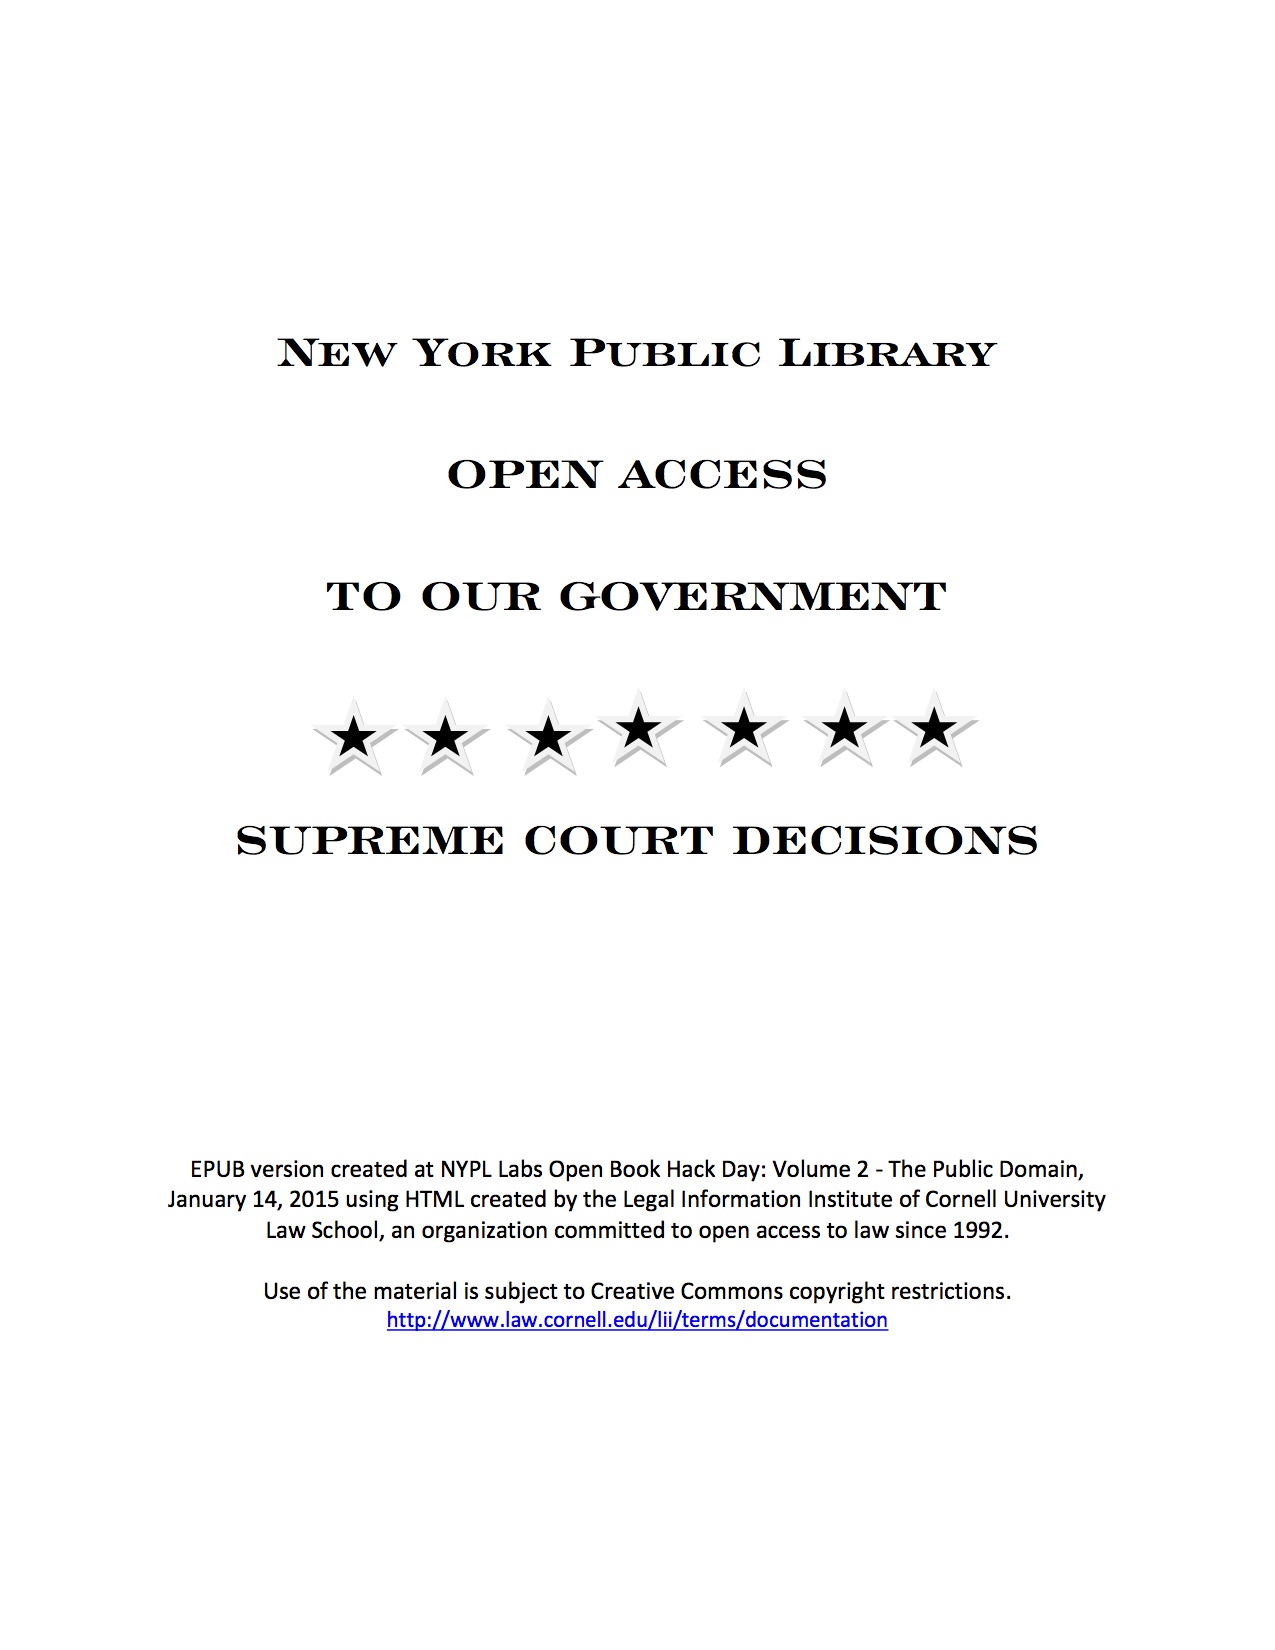 New York Public Library
OPEN ACCESS
TO OUR GOVERNMENT
SUPREME COURT DECISIONS
EPUB version created at NYPL Labs Open Book Hack Day: Volume 2 - The Public Domain,
January 14, 2015 using HTML created by the Legal Information Institute of Cornell University
Law School, an organization committed to open access to law since 1992.
Use of the material is subject to Creative Commons copyright restrictions.
http://www.law.cornell.edu/lii/terms/documentation